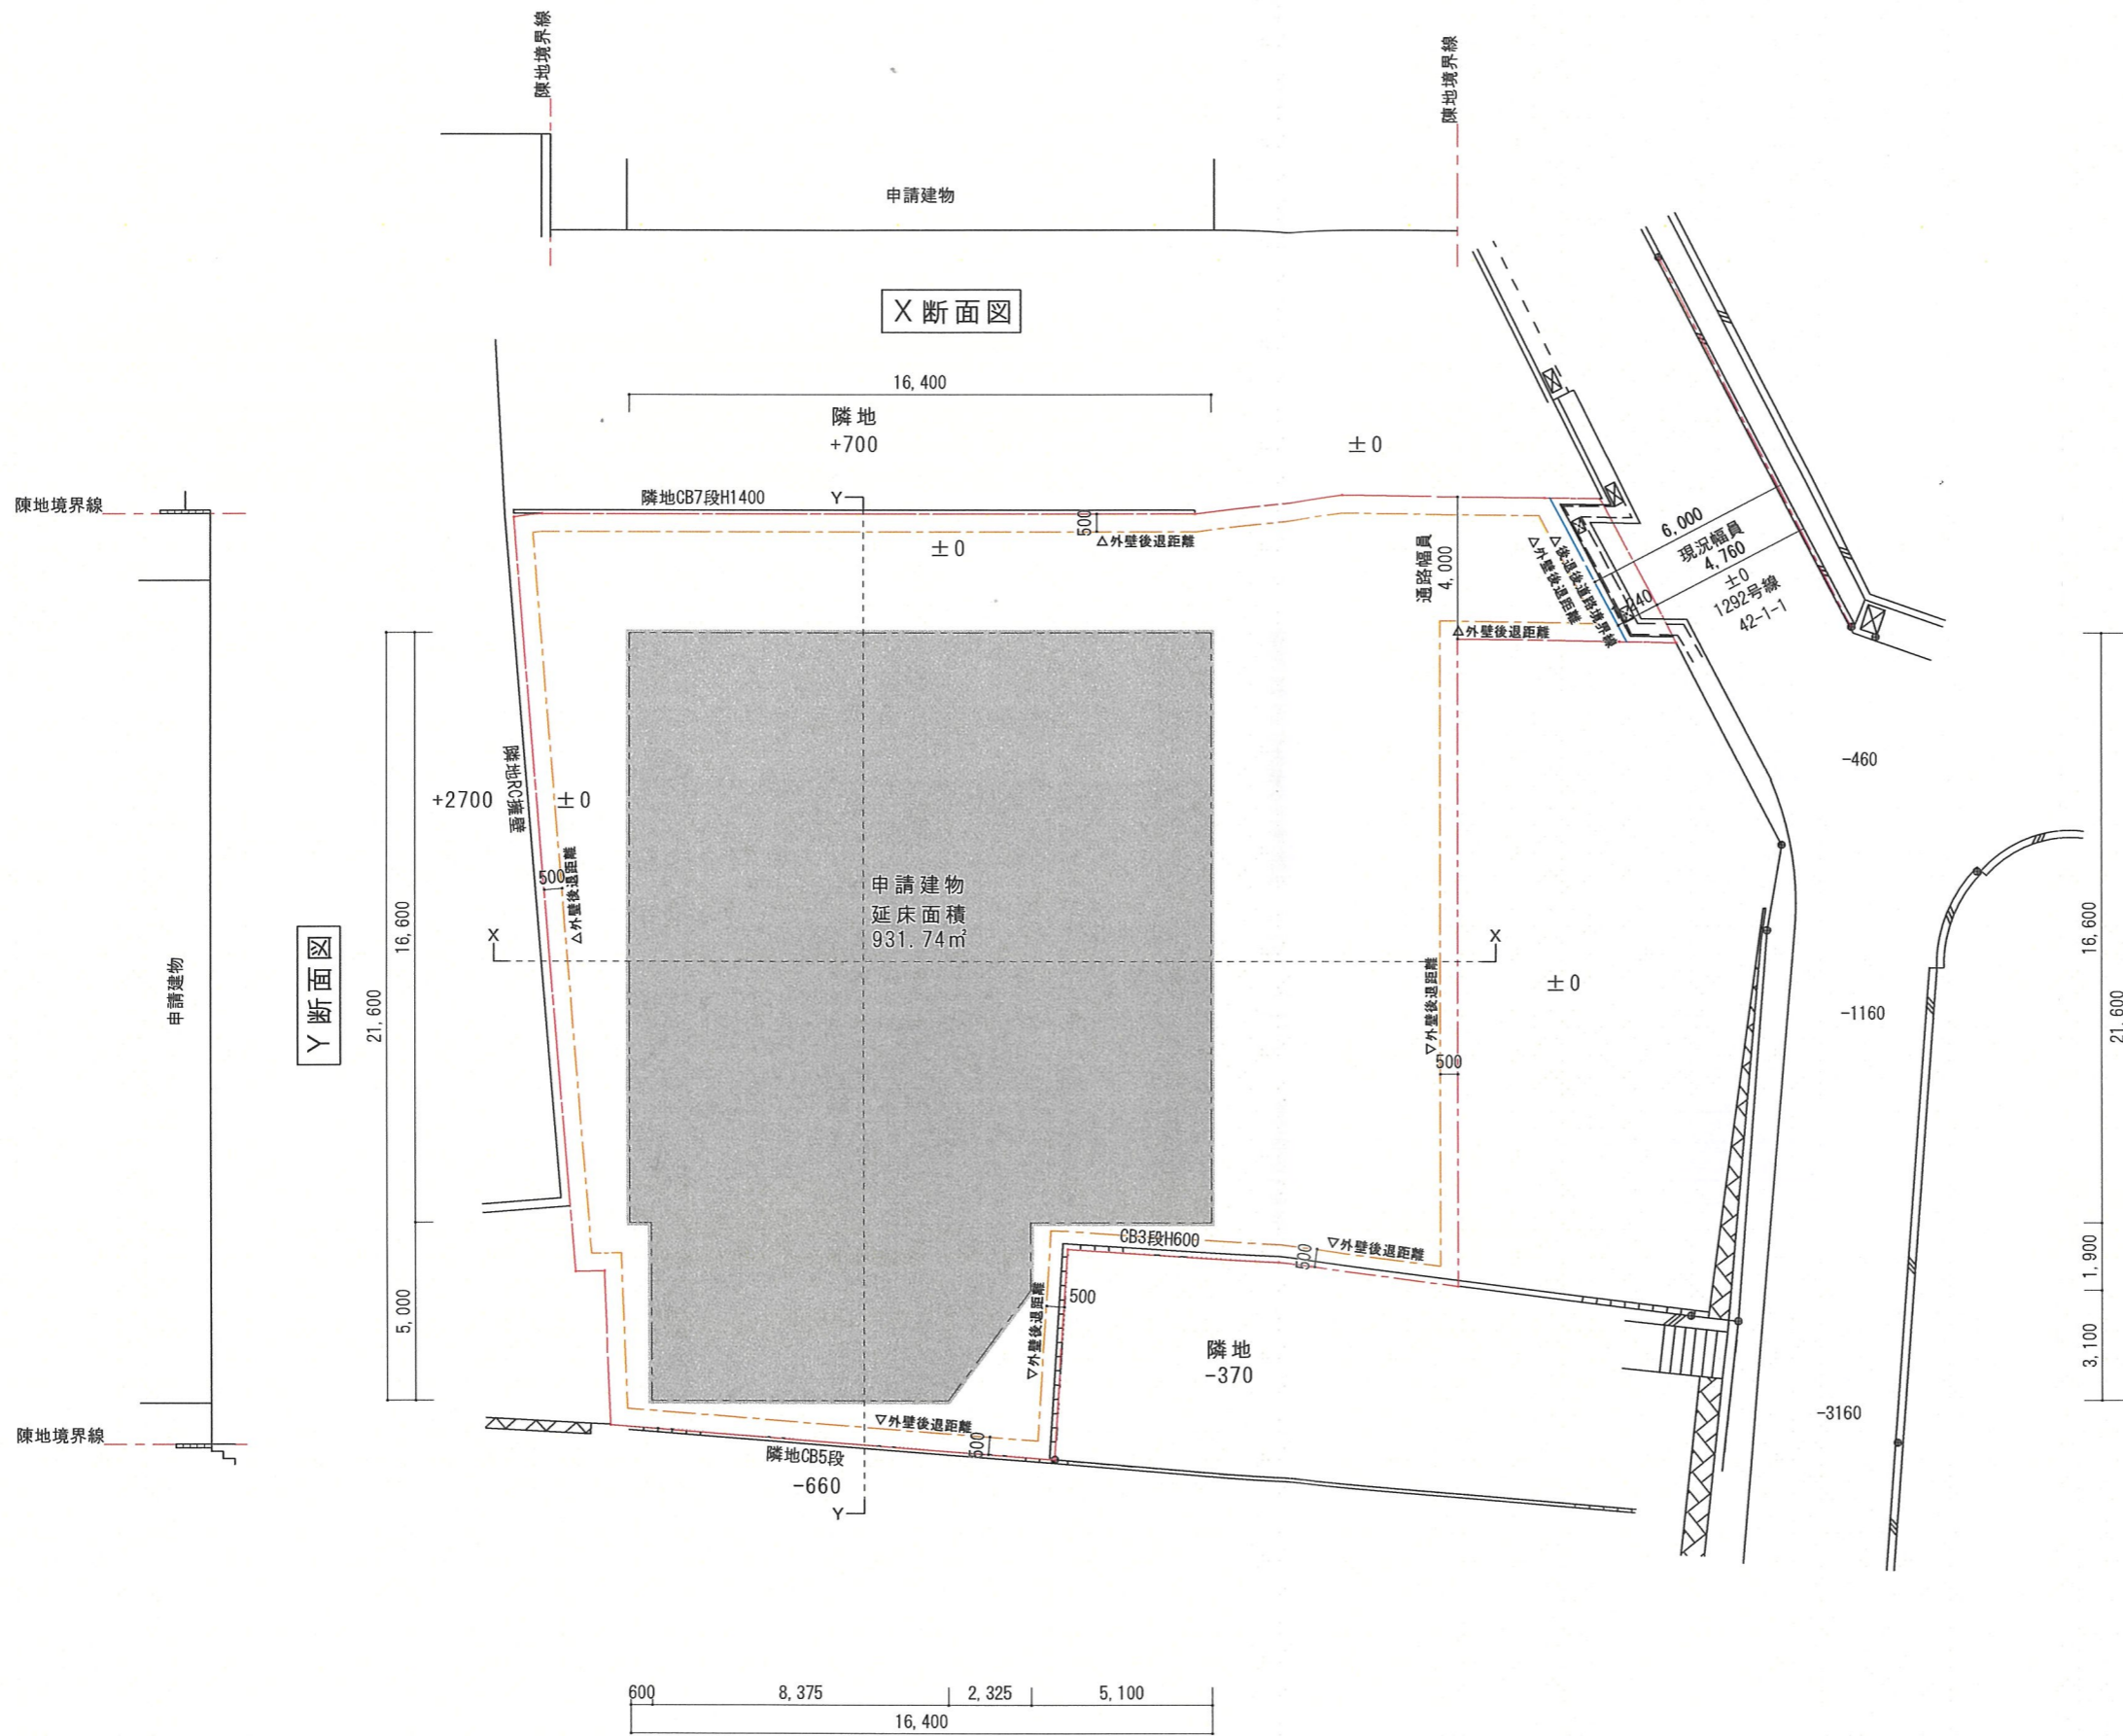 陳地境界線
陳地境界線
申請建物
X断面図
16,400
隣地
+700
±0
陳地境界線
隣地CB7段H1400
Y
500
△外壁後退距離
±0
通路幅員
4,000
△外壁後退距離
△後退後道路境界線
△外壁後退距離
6,000
現況幅員
4,760
±0
1292号線
42-1-1
240
-460
+2700
隣地RC擁壁
±0
500
△外壁後退距離
申請建物
延床面積
931.74㎡
X
X
16,600
21,600
5,000
Y断面図
申請建物
▽外壁後退距離
500
±0
-1160
16,600
21,600
1,900
3,100
CB3段H600
500
▽外壁後退距離
▽外壁後退距離
500
隣地
-370
-3160
陳地境界線
▽外壁後退距離
500
隣地CB5段
-660
Y
600
8,375
2,325
5,100
16,400